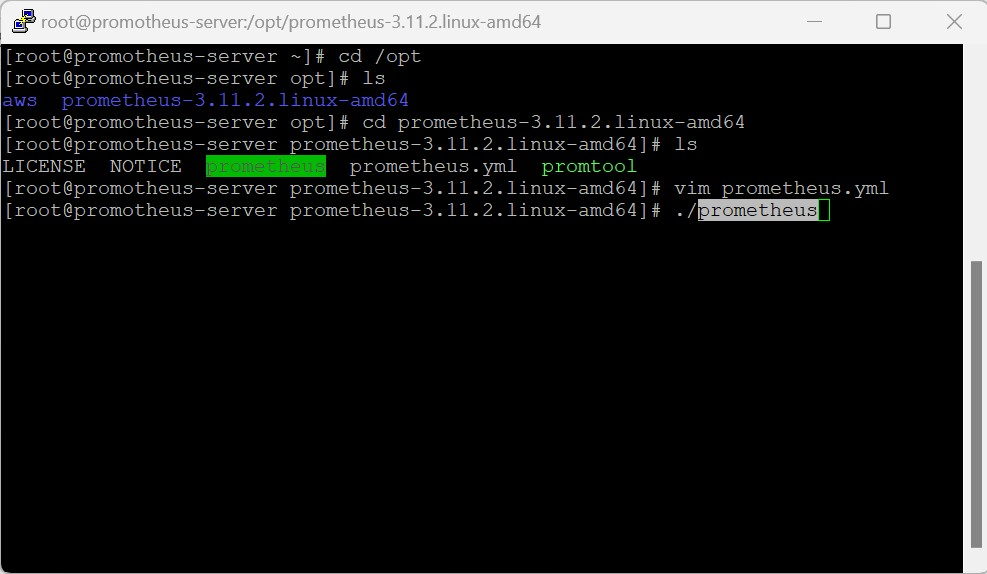 root@promotheus-server:/opt/prometheus-3.11.2.linux-amd64
[root@promotheus-server ~]# cd /opt
[root@promotheus-server opt]# ls
aws  prometheus-3.11.2.linux-amd64
[root@promotheus-server opt]# cd prometheus-3.11.2.linux-amd64
[root@promotheus-server prometheus-3.11.2.linux-amd64]# ls
LICENSE  NOTICE  prometheus  prometheus.yml  promtool
[root@promotheus-server prometheus-3.11.2.linux-amd64]# vim prometheus.yml
[root@promotheus-server prometheus-3.11.2.linux-amd64]# ./prometheus